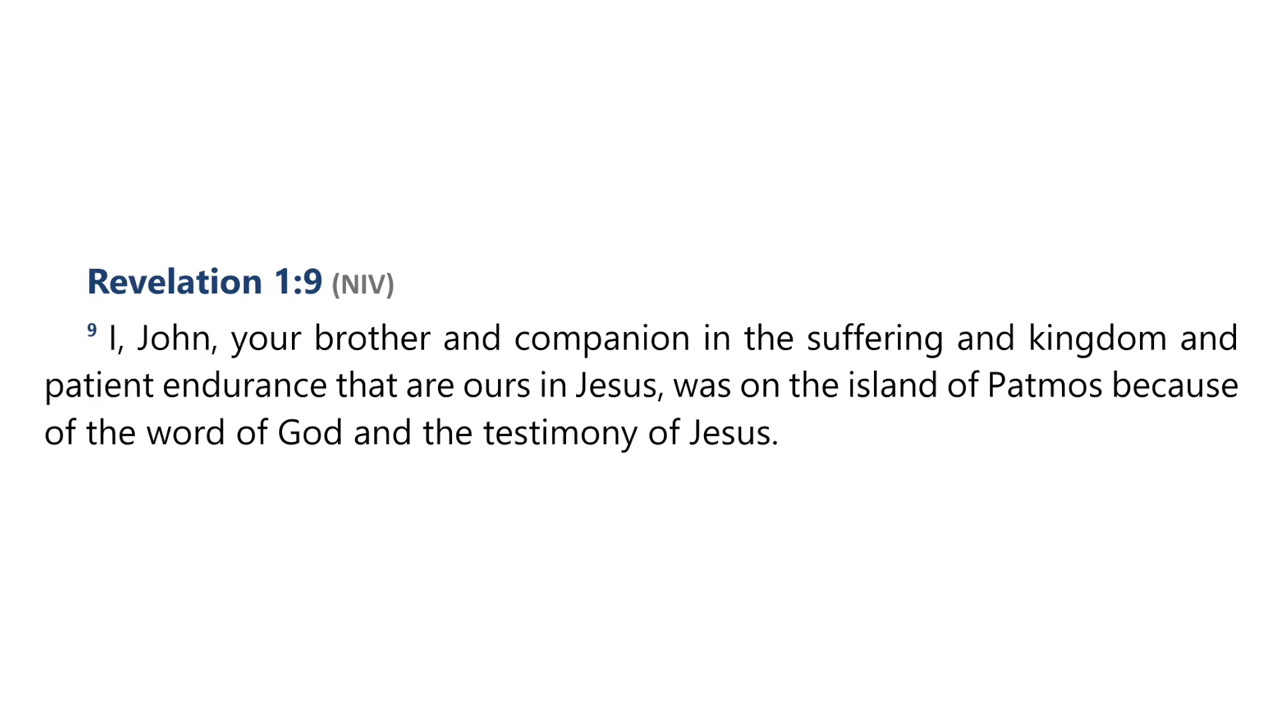 Revelation 1:9 (NIV)
9 I, John, your brother and companion in the suffering and kingdom and
patient endurance that are ours in Jesus, was on the island of Patmos because
of the word of God and the testimony of Jesus.